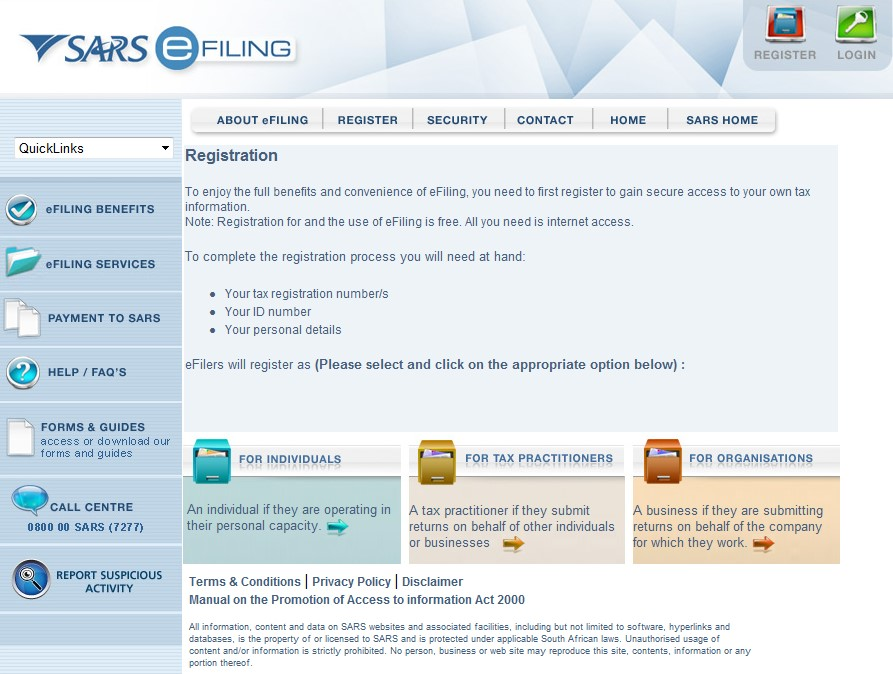 SARS eFILING
REGISTER
LOGIN
ABOUT eFILING
REGISTER
SECURITY
CONTACT
HOME
SARS HOME
QuickLinks
eFILING BENEFITS
eFILING SERVICES
PAYMENT TO SARS
HELP / FAQ'S
FORMS & GUIDES
access or download our
forms and guides
CALL CENTRE
0800 00 SARS (7277)
REPORT SUSPICIOUS
ACTIVITY
Registration
To enjoy the full benefits and convenience of eFiling, you need to first register to gain secure access to your own tax
information.
Note: Registration for and the use of eFiling is free. All you need is internet access.
To complete the registration process you will need at hand:
• Your tax registration number/s
• Your ID number
• Your personal details
eFilers will register as (Please select and click on the appropriate option below) :
FOR INDIVIDUALS
An individual if they are operating in
their personal capacity.
FOR TAX PRACTITIONERS
A tax practitioner if they submit
returns on behalf of other individuals
or businesses
FOR ORGANISATIONS
A business if they are submitting
returns on behalf of the company
for which they work.
Terms & Conditions | Privacy Policy | Disclaimer
Manual on the Promotion of Access to information Act 2000
All information, content and data on SARS websites and associated facilities, including but not limited to software, hyperlinks and
databases, is the property of or licensed to SARS and is protected under applicable South African laws. Unauthorised usage of
content and/or information is strictly prohibited. No person, business or web site may reproduce this site, contents, information or any
portion thereof.